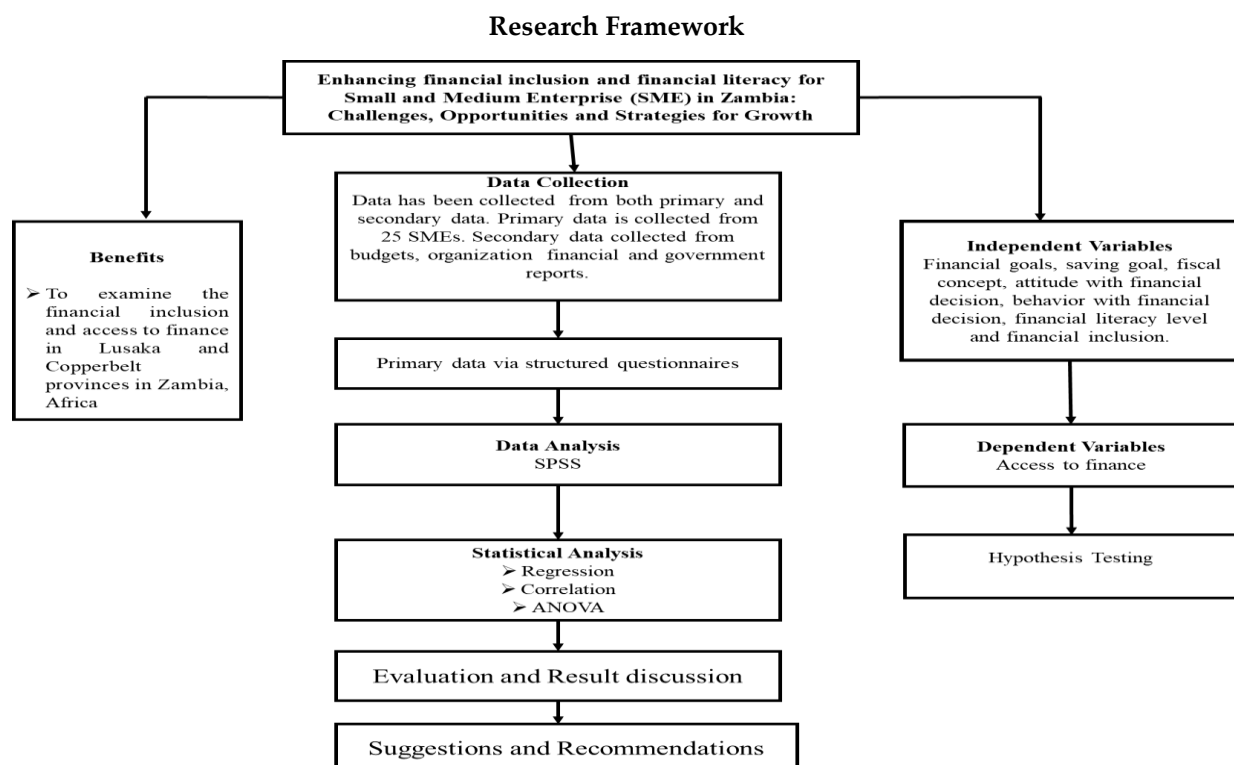 Research Framework
Enhancing financial inclusion and financial literacy for
Small and Medium Enterprise (SME) in Zambia:
Challenges, Opportunities and Strategies for Growth
Benefits
➢ To examine the
financial inclusion
and access to finance
in Lusaka and
Copperbelt
provinces in Zambia,
Africa
Data Collection
Data has been collected from both primary and
secondary data. Primary data is collected from
25 SMEs. Secondary data collected from
budgets, organization financial and government
reports.
Primary data via structured questionnaires
Data Analysis
SPSS
Statistical Analysis
➢ Regression
➢ Correlation
➢ ANOVA
Evaluation and Result discussion
Suggestions and Recommendations
Independent Variables
Financial goals, saving goal, fiscal
concept, attitude with financial
decision, behavior with financial
decision, financial literacy level
and financial inclusion.
Dependent Variables
Access to finance
Hypothesis Testing